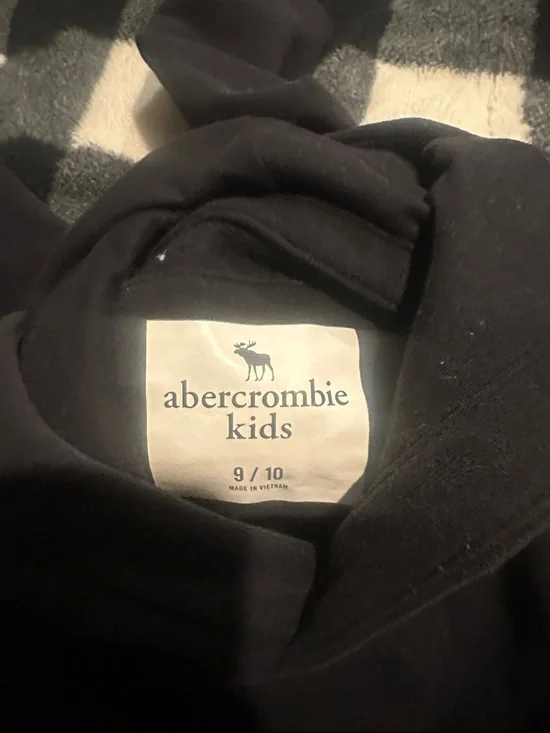 abercrombie
kids
9 / 10
MADE IN VIETNAM